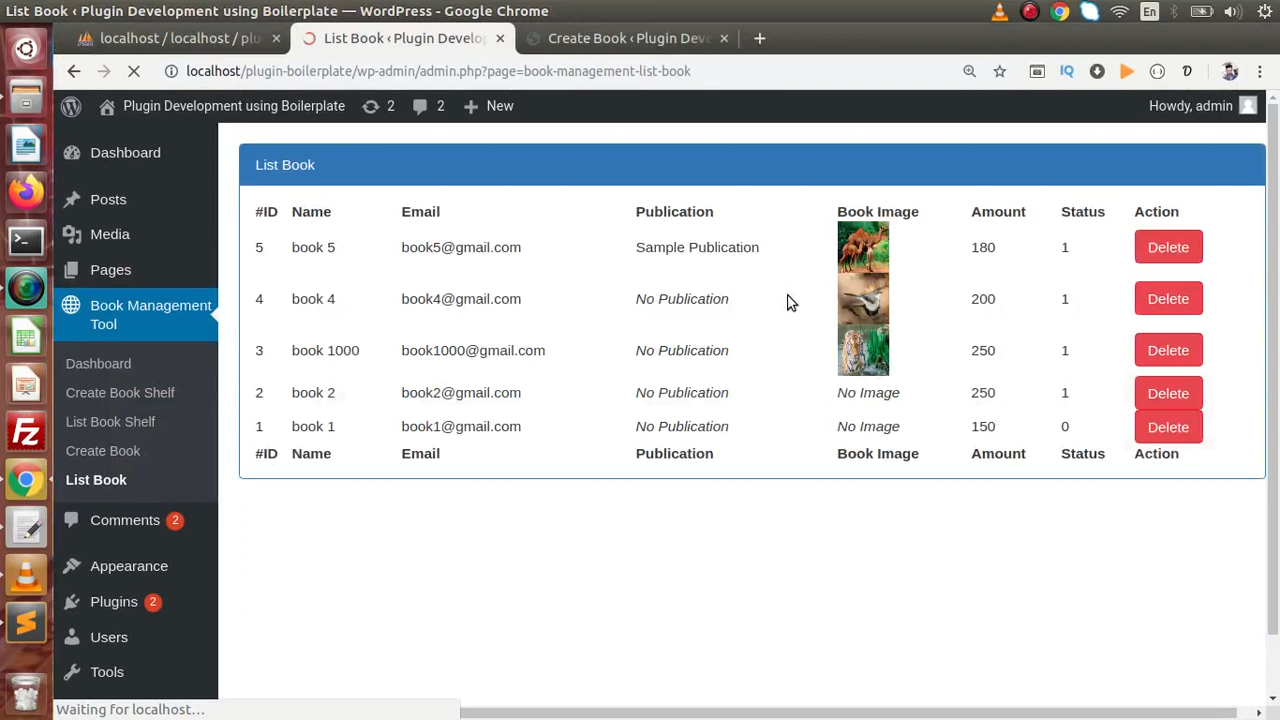 List Book ‹ Plugin Development using Boilerplate — WordPress - Google Chrome
En
localhost / localhost / plu
List Book ‹ Plugin Develop
Create Book ‹ Plugin Deve
localhost/plugin-boilerplate/wp-admin/admin.php?page=book-management-list-book
IQ
Plugin Development using Boilerplate
2
2
New
Howdy, admin
Dashboard
Posts
Media
Pages
Book Management
Tool
Dashboard
Create Book Shelf
List Book Shelf
Create Book
List Book
Comments 2
Appearance
Plugins 2
Users
Tools
List Book
#ID Name Email Publication Book Image Amount Status Action
5 book 5 book5@gmail.com Sample Publication 180 1 Delete
4 book 4 book4@gmail.com No Publication 200 1 Delete
3 book 1000 book1000@gmail.com No Publication 250 1 Delete
2 book 2 book2@gmail.com No Publication No Image 250 1 Delete
1 book 1 book1@gmail.com No Publication No Image 150 0 Delete
#ID Name Email Publication Book Image Amount Status Action
Waiting for localhost…